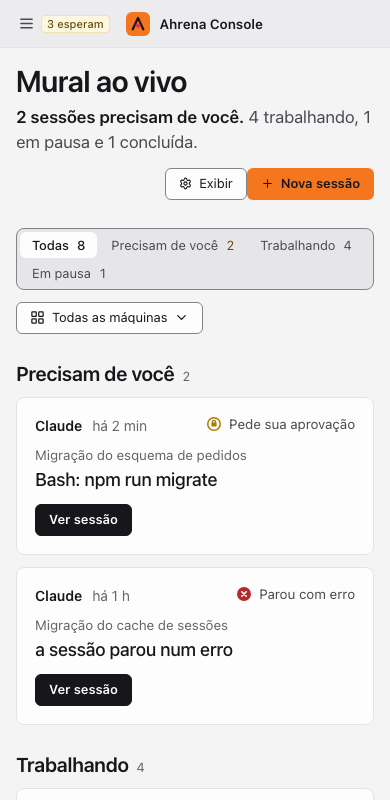 3 esperam
Ahrena Console
Mural ao vivo
2 sessões precisam de você. 4 trabalhando, 1
em pausa e 1 concluída.
Exibir
+ Nova sessão
Todas 8
Precisam de você 2
Trabalhando 4
Em pausa 1
Todas as máquinas
Precisam de você 2
Claude há 2 min
Pede sua aprovação
Migração do esquema de pedidos
Bash: npm run migrate
Ver sessão
Claude há 1 h
Parou com erro
Migração do cache de sessões
a sessão parou num erro
Ver sessão
Trabalhando 4